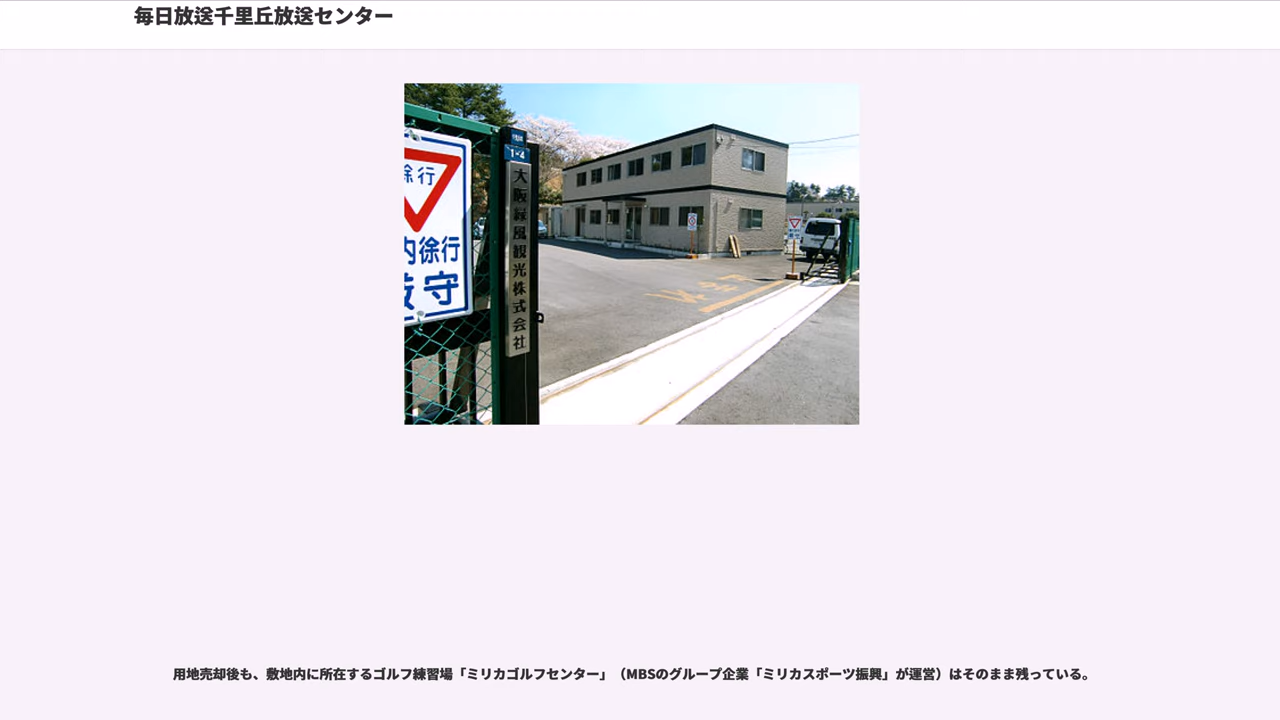 毎日放送千里丘放送センター
徐行
内徐行
厳守
1-4
大阪緑風観光株式会社
用地売却後も、敷地内に所在するゴルフ練習場「ミリカゴルフセンター」（MBSのグループ企業「ミリカスポーツ振興」が運営）はそのまま残っている。